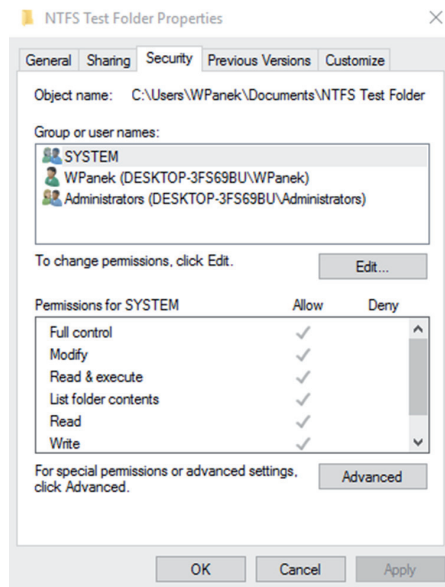 NTFS Test Folder Properties
General Sharing Security Previous Versions Customize
Object name: C:\Users\WPanek\Documents\NTFS Test Folder
Group or user names:
SYSTEM
WPanek (DESKTOP-3FS69BU\WPanek)
Administrators (DESKTOP-3FS69BU\Administrators)
To change permissions, click Edit. Edit...
Permissions for SYSTEM Allow Deny
Full control
Modify
Read & execute
List folder contents
Read
Write
For special permissions or advanced settings, Advanced
click Advanced.
OK Cancel Apply